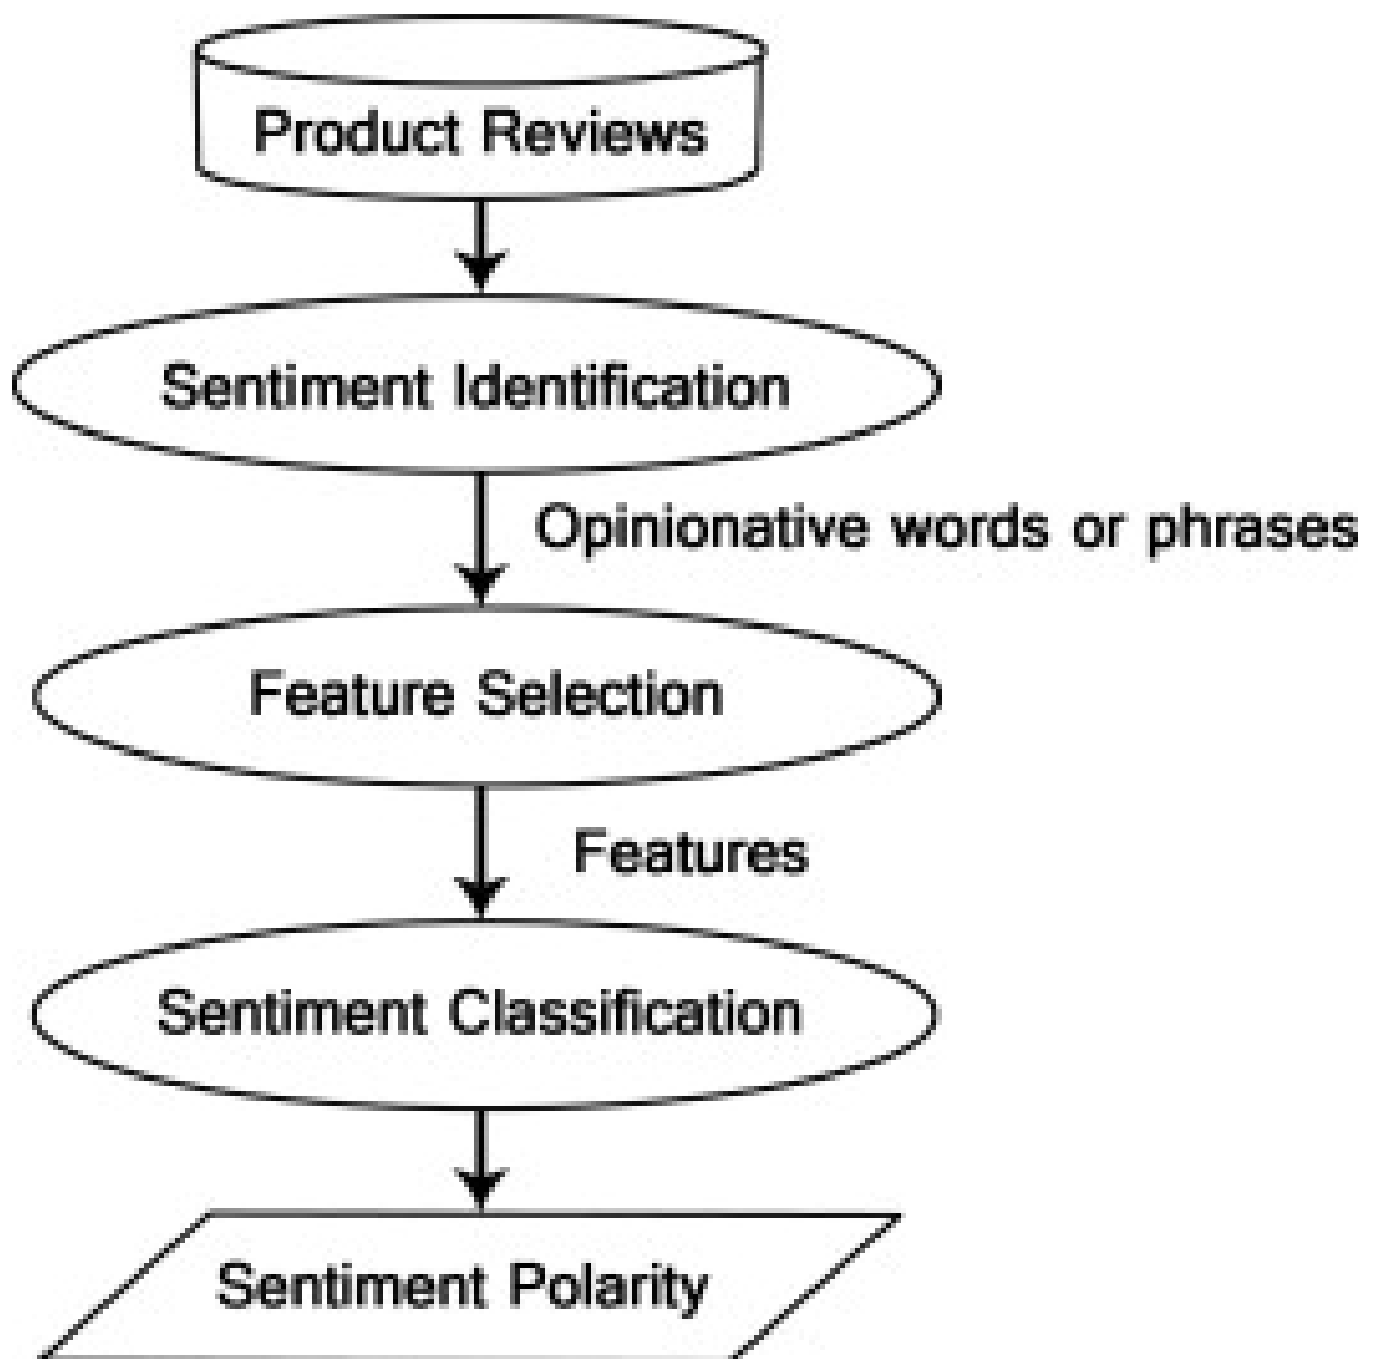 Product Reviews
Sentiment Identification
Opinionative words or phrases
Feature Selection
Features
Sentiment Classification
Sentiment Polarity